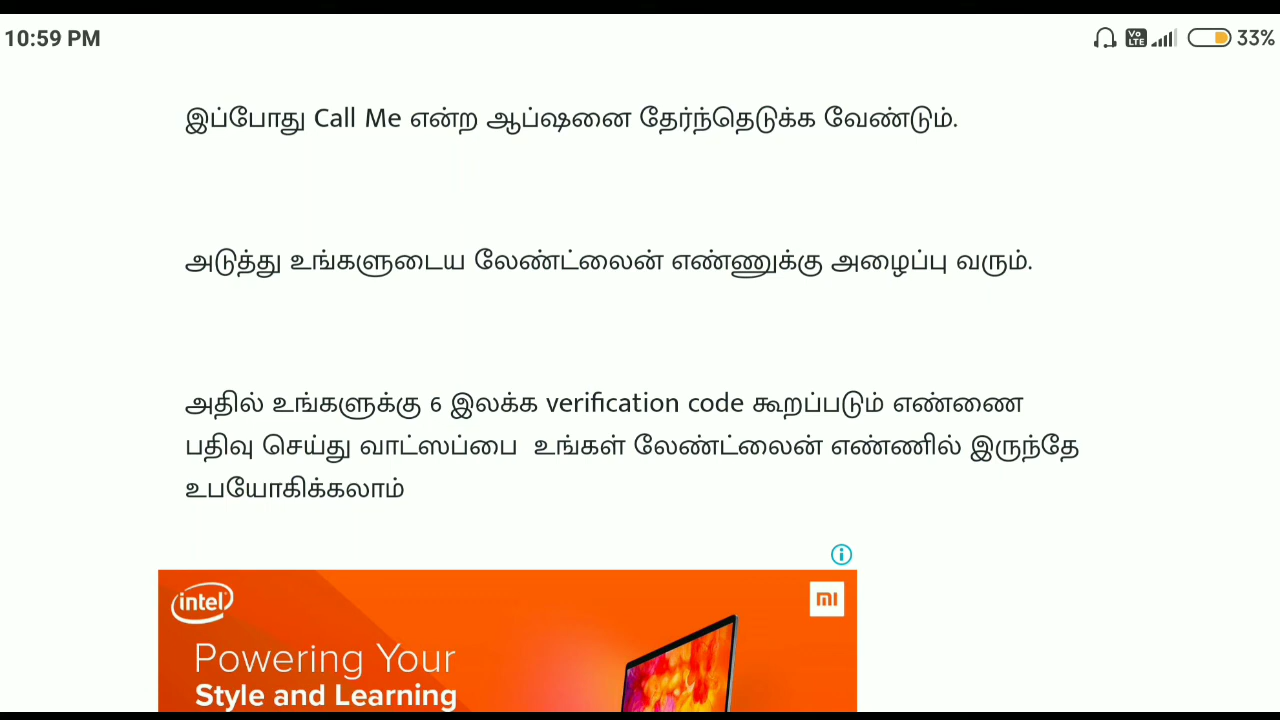 10:59 PM
Vo LTE
33%
இப்போது Call Me என்ற ஆப்ஷனை தேர்ந்தெடுக்க வேண்டும்.
அடுத்து உங்களுடைய லேண்ட்லைன் எண்ணுக்கு அழைப்பு வரும்.
அதில் உங்களுக்கு 6 இலக்க verification code கூறப்படும் எண்ணை
பதிவு செய்து வாட்ஸப்பை உங்கள் லேண்ட்லைன் எண்ணில் இருந்தே
உபயோகிக்கலாம்
intel
mi
Powering Your
Style and Learning